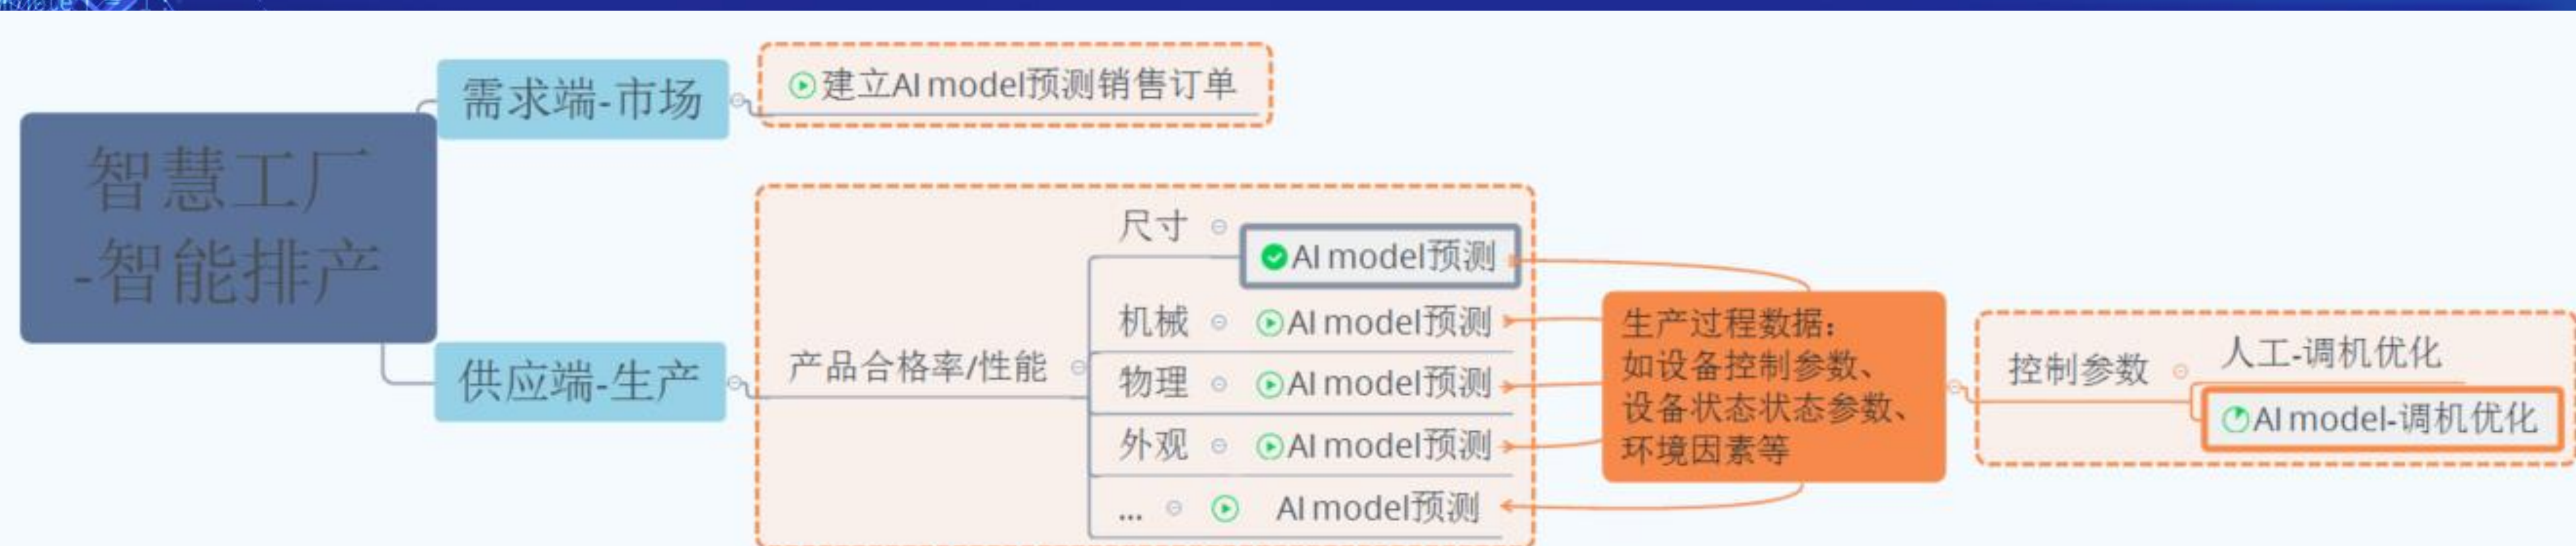 智慧工厂
-智能排产
需求端-市场
建立AI model预测销售订单
供应端-生产
产品合格率/性能
尺寸
AI model预测
机械
AI model预测
物理
AI model预测
外观
AI model预测
...
AI model预测
生产过程数据：
如设备控制参数、
设备状态状态参数、
环境因素等
控制参数
人工-调机优化
AI model-调机优化